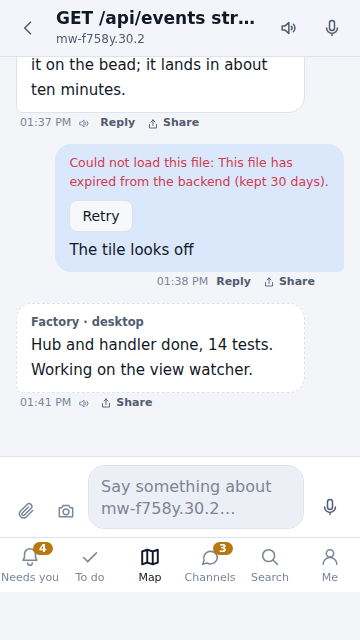 GET /api/events str…
mw-f758y.30.2
it on the bead; it lands in about
ten minutes.
01:37 PM Reply Share
Could not load this file: This file has
expired from the backend (kept 30 days).
Retry
The tile looks off
01:38 PM Reply Share
Factory · desktop
Hub and handler done, 14 tests.
Working on the view watcher.
01:41 PM Share
Say something about
mw-f758y.30.2…
4 3
Needs you To do Map Channels Search Me